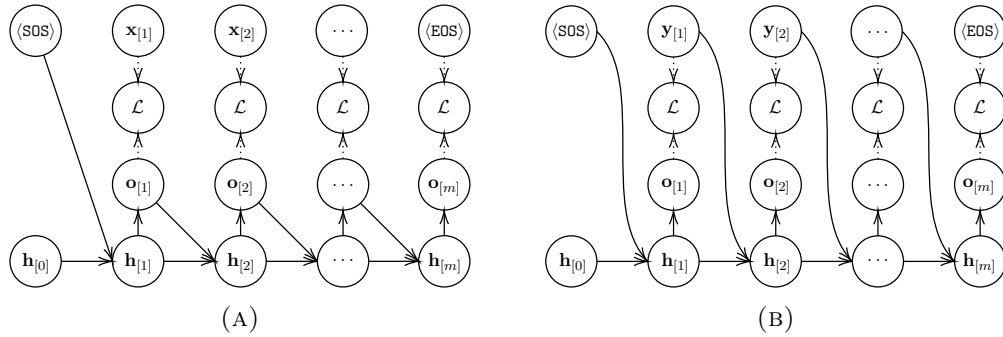 ⟨SOS⟩ x[1] x[2] ··· ⟨EOS⟩
ℒ ℒ ℒ ℒ
o[1] o[2] ··· o[m]
h[0] h[1] h[2] ··· h[m]
(A)
⟨SOS⟩ y[1] y[2] ··· ⟨EOS⟩
ℒ ℒ ℒ ℒ
o[1] o[2] ··· o[m]
h[0] h[1] h[2] ··· h[m]
(B)